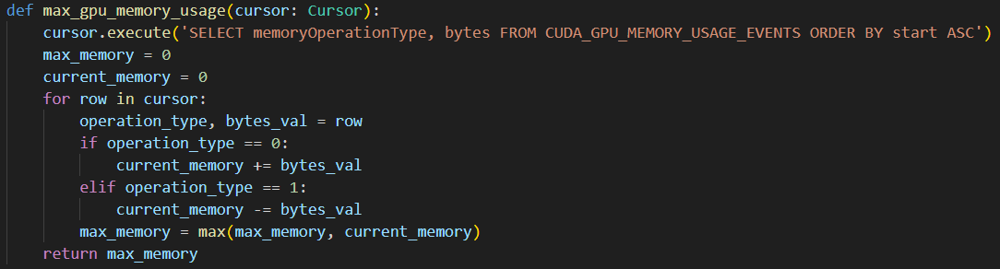 def max_gpu_memory_usage(cursor: Cursor):
    cursor.execute('SELECT memoryOperationType, bytes FROM CUDA_GPU_MEMORY_USAGE_EVENTS ORDER BY start ASC')
    max_memory = 0
    current_memory = 0
    for row in cursor:
        operation_type, bytes_val = row
        if operation_type == 0:
            current_memory += bytes_val
        elif operation_type == 1:
            current_memory -= bytes_val
        max_memory = max(max_memory, current_memory)
    return max_memory